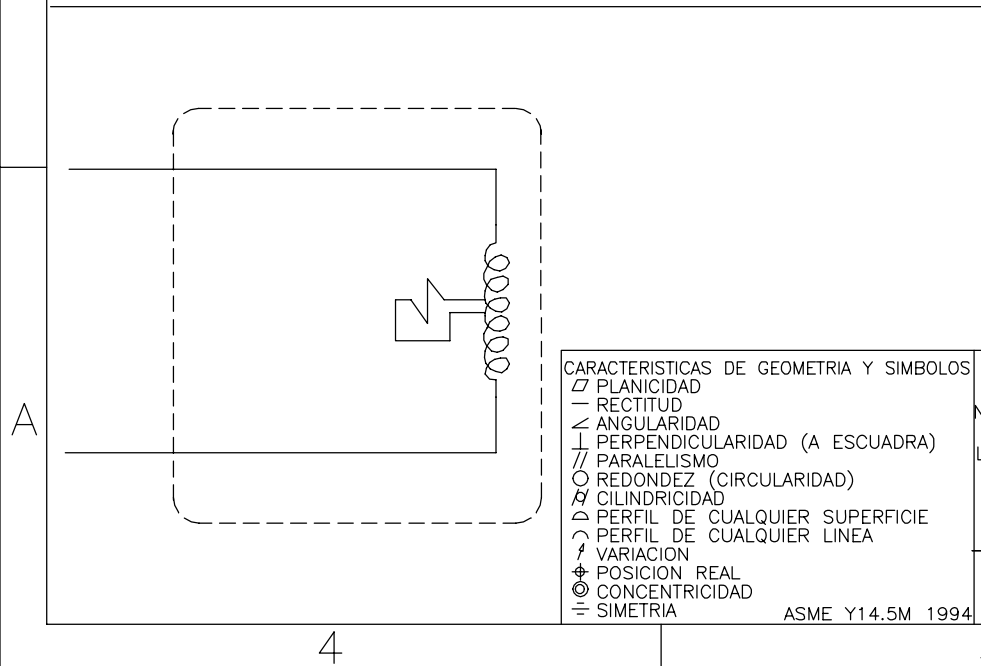 A
CARACTERISTICAS DE GEOMETRIA Y SIMBOLOS
PLANICIDAD
RECTITUD
ANGULARIDAD
PERPENDICULARIDAD (A ESCUADRA)
PARALELISMO
REDONDEZ (CIRCULARIDAD)
CILINDRICIDAD
PERFIL DE CUALQUIER SUPERFICIE
PERFIL DE CUALQUIER LINEA
VARIACION
POSICION REAL
CONCENTRICIDAD
SIMETRIA ASME Y14.5M 1994
4